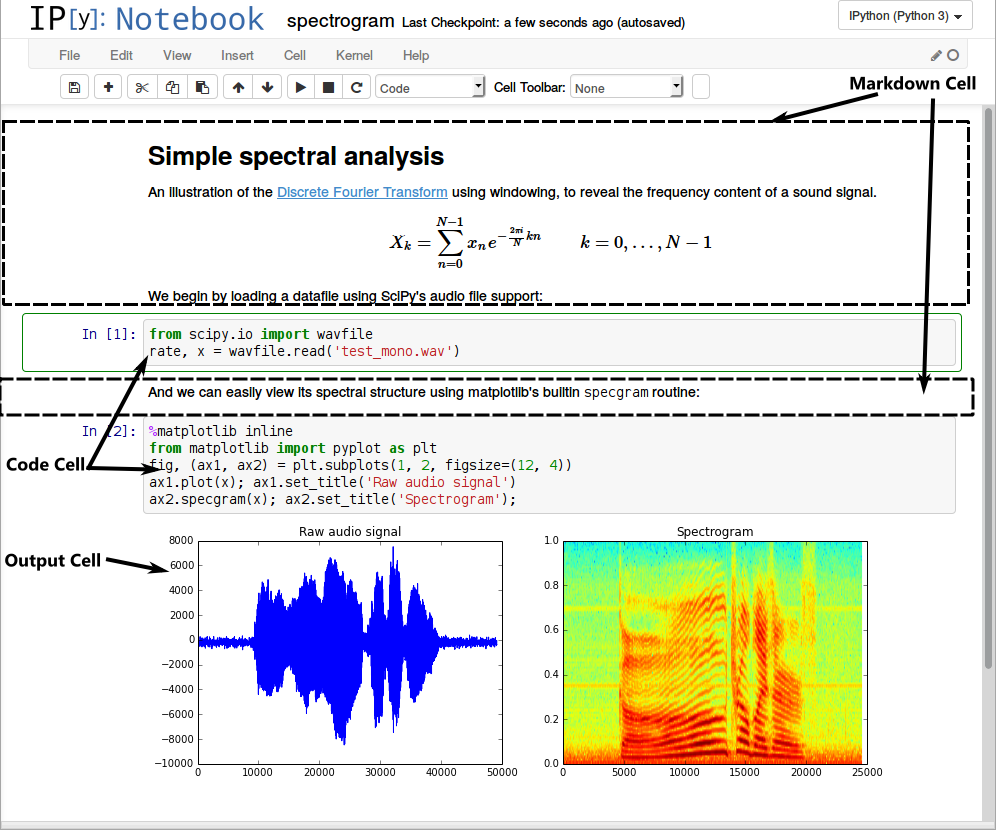 IP[y]: Notebook spectrogram Last Checkpoint: a few seconds ago (autosaved) IPython (Python 3)
File Edit View Insert Cell Kernel Help
Code Cell Toolbar: None
Markdown Cell
Simple spectral analysis
An illustration of the Discrete Fourier Transform using windowing, to reveal the frequency content of a sound signal.
X_k = \sum_{n=0}^{N-1} x_n e^{-\frac{2\pi i}{N} kn} k = 0, . . . , N − 1
We begin by loading a datafile using SciPy's audio file support:
In [1]: from scipy.io import wavfile
rate, x = wavfile.read('test_mono.wav')
And we can easily view its spectral structure using matplotlib's builtin specgram routine:
In [2]: %matplotlib inline
from matplotlib import pyplot as plt
fig, (ax1, ax2) = plt.subplots(1, 2, figsize=(12, 4))
ax1.plot(x); ax1.set_title('Raw audio signal')
ax2.specgram(x); ax2.set_title('Spectrogram');
Code Cell
Output Cell
Raw audio signal
8000
6000
4000
2000
0
−2000
−4000
−6000
−8000
−10000
0 10000 20000 30000 40000 50000
Spectrogram
1.0
0.8
0.6
0.4
0.2
0.0
0 5000 10000 15000 20000 25000